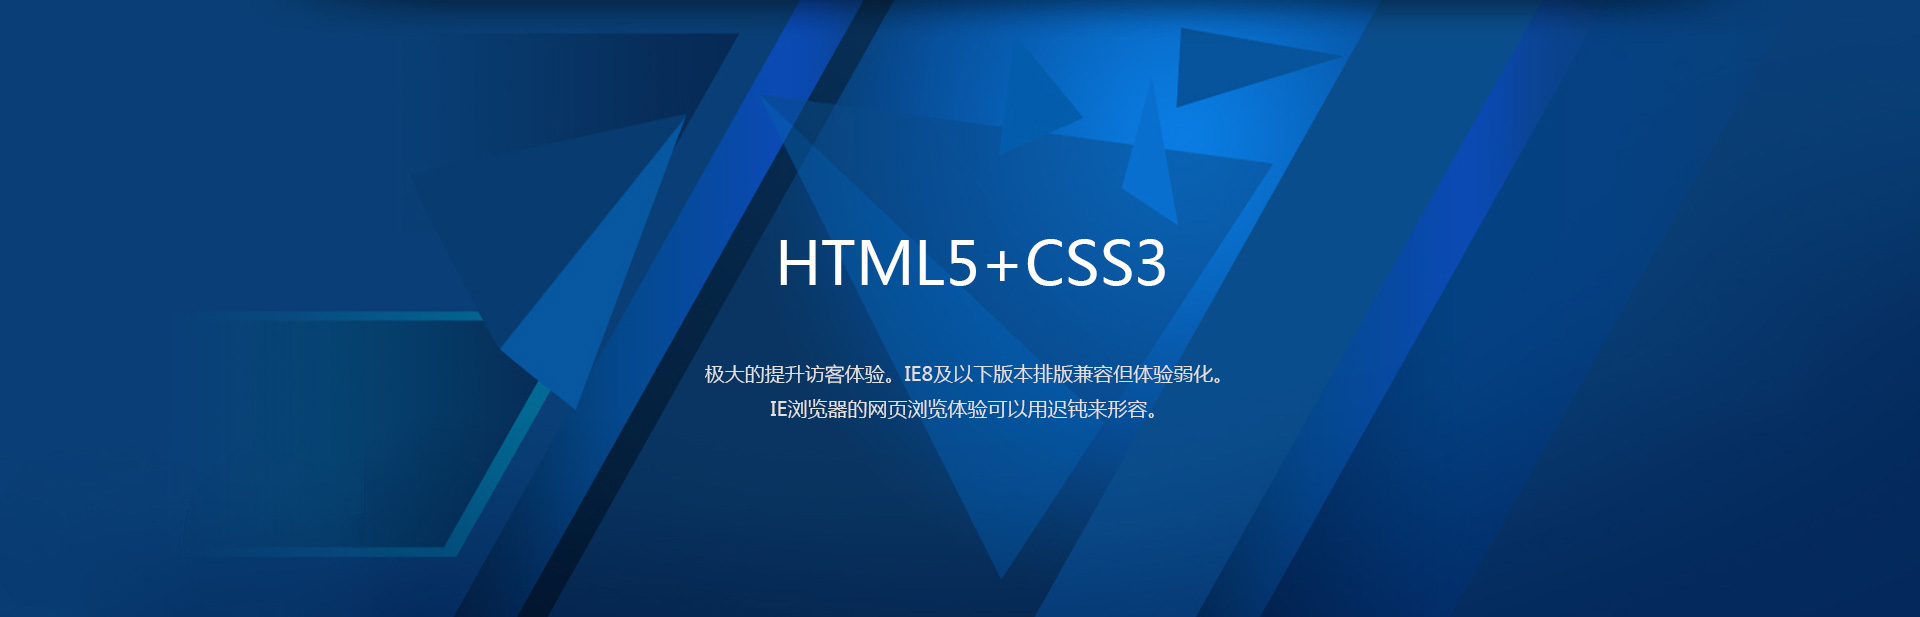 HTML5+CSS3
极大的提升访客体验。IE8及以下版本排版兼容但体验弱化。
IE浏览器的网页浏览体验可以用迟钝来形容。